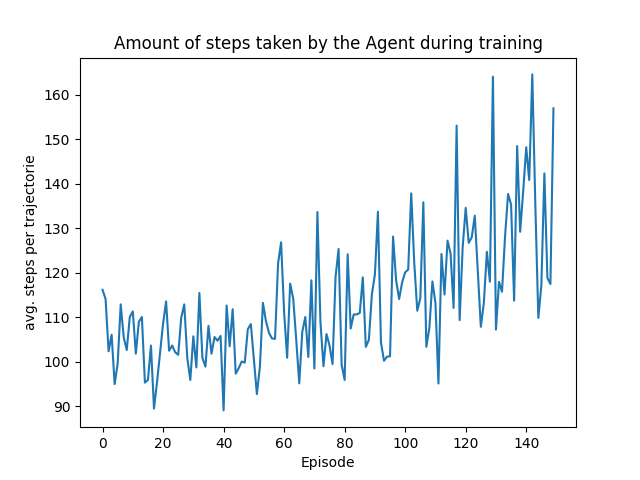 Amount of steps taken by the Agent during training
160
150
140
130
120
110
100
90
avg. steps per trajectorie
0 20 40 60 80 100 120 140
Episode